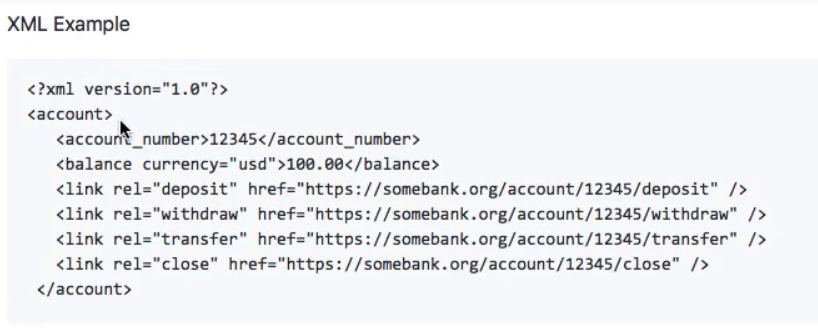 XML Example
<?xml version="1.0"?>
<account>
<account_number>12345</account_number>
<balance currency="usd">100.00</balance>
<link rel="deposit" href="https://somebank.org/account/12345/deposit" />
<link rel="withdraw" href="https://somebank.org/account/12345/withdraw" />
<link rel="transfer" href="https://somebank.org/account/12345/transfer" />
<link rel="close" href="https://somebank.org/account/12345/close" />
</account>